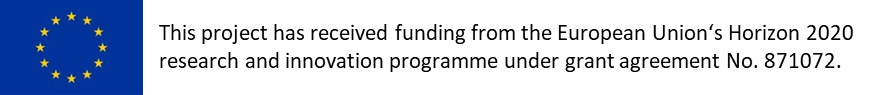 This project has received funding from the European Union‘s Horizon 2020
research and innovation programme under grant agreement No. 871072.